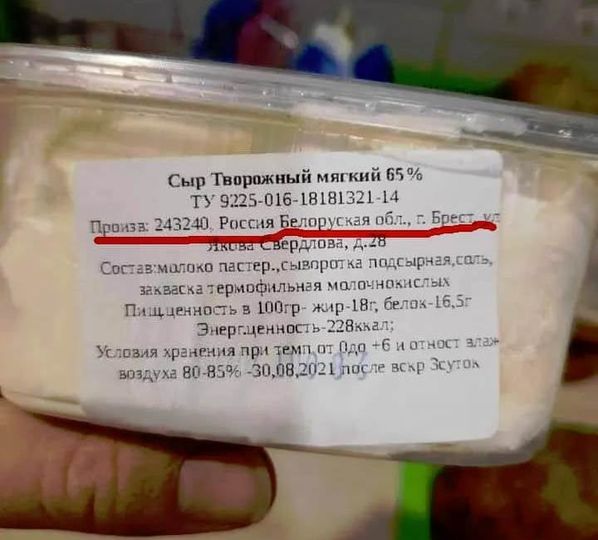 Сыр Творожный мягкий 65%
ТУ 9225-016-18181321-14
Произв: 243240, Россия Белоруская обл., г. Брест, ул
Якова Свердлова, д.28
Состав:молоко пастер.,сыворотка подсырная,соль,
закваска термофильная молочнокислых
Пищ.ценность в 100гр- жир-18г, белок-16,5г
Энерг.ценность-228ккал;
Условия хранения при темп.от 0до +6 и отност влаж
воздуха 80-85% -30,08,2021 после вскр 3суток